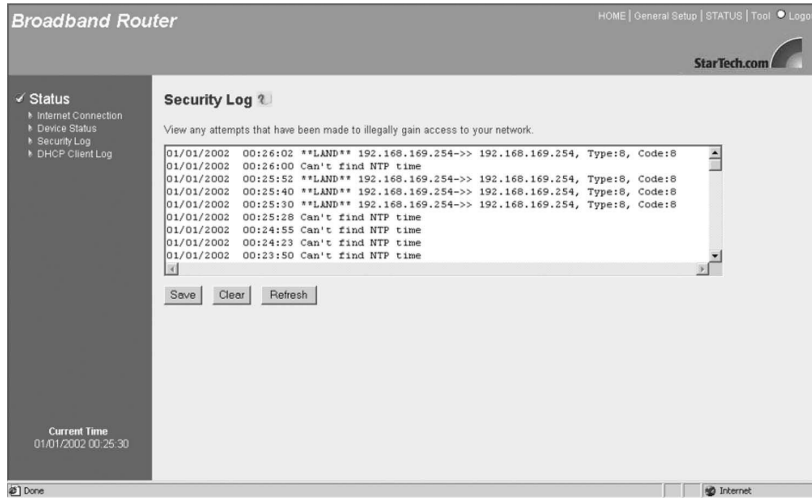 Broadband Router
HOME | General Setup | STATUS | Tool Logo
StarTech.com
Status
Internet Connection
Device Status
Security Log
DHCP Client Log
Current Time
01/01/2002 00:25:30
Security Log
View any attempts that have been made to illegally gain access to your network.
01/01/2002 00:26:02 **LAND** 192.168.169.254->> 192.168.169.254, Type:8, Code:8
01/01/2002 00:26:00 Can't find NTP time
01/01/2002 00:25:52 **LAND** 192.168.169.254->> 192.168.169.254, Type:8, Code:8
01/01/2002 00:25:40 **LAND** 192.168.169.254->> 192.168.169.254, Type:8, Code:8
01/01/2002 00:25:30 **LAND** 192.168.169.254->> 192.168.169.254, Type:8, Code:8
01/01/2002 00:25:28 Can't find NTP time
01/01/2002 00:24:55 Can't find NTP time
01/01/2002 00:24:23 Can't find NTP time
01/01/2002 00:23:50 Can't find NTP time
Save Clear Refresh
Done
Internet